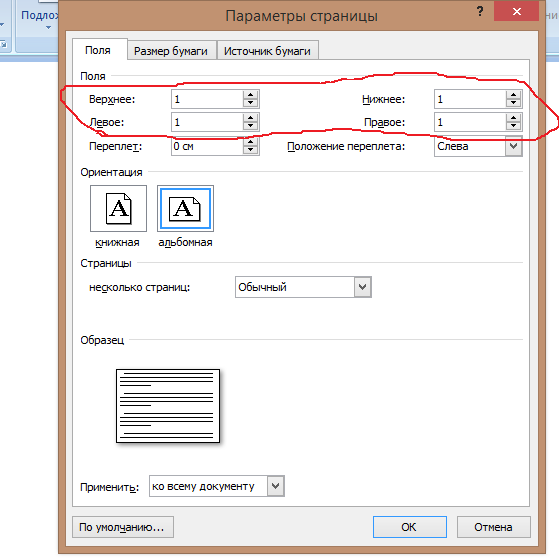 Подлож
Параметры страницы
?
Поля Размер бумаги Источник бумаги
Поля
Верхнее: 1 Нижнее: 1
Левое: 1 Правое: 1
Переплет: 0 см Положение переплета: Слева
Ориентация
A A
книжная альбомная
Страницы
несколько страниц: Обычный
Образец
Применить: ко всему документу
По умолчанию... ОК Отмена